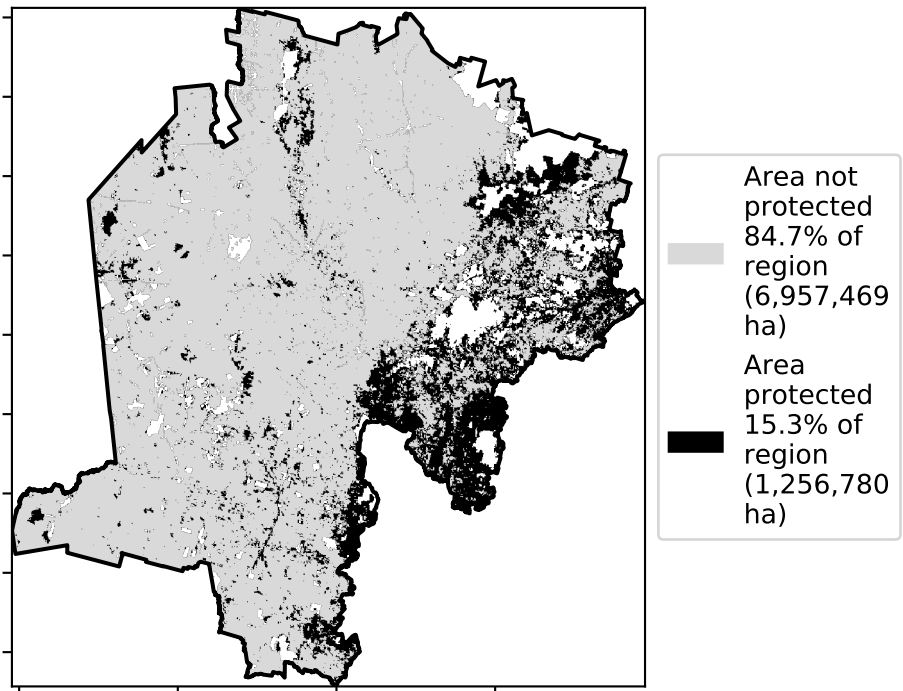 Area not
protected
84.7% of
region
(6,957,469
ha)
Area
protected
15.3% of
region
(1,256,780
ha)